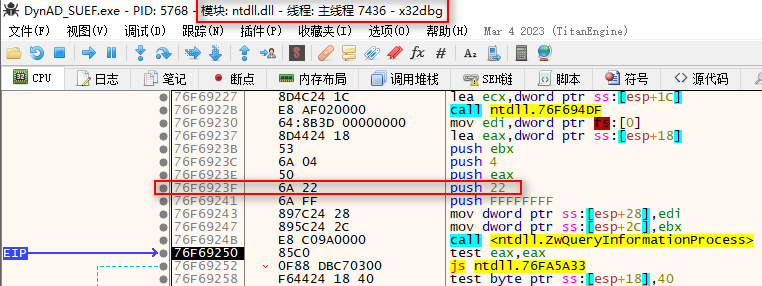 DynAD_SUEF.exe - PID: 5768 - 模块: ntdll.dll - 线程: 主线程 7436 - x32dbg
文件(F) 视图(V) 调试(D) 跟踪(N) 插件(P) 收藏夹(I) 选项(O) 帮助(H) Mar 4 2023 (TitanEngine)
CPU 日志 笔记 断点 内存布局 调用堆栈 SEH链 脚本 符号 源代码
76F69227 8D4C24 1C lea ecx,dword ptr ss:[esp+1C]
76F6922B E8 AF020000 call ntdll.76F694DF
76F69230 64:8B3D 00000000 mov edi,dword ptr fs:[0]
76F69237 8D4424 18 lea eax,dword ptr ss:[esp+18]
76F6923B 53 push ebx
76F6923C 6A 04 push 4
76F6923E 50 push eax
76F6923F 6A 22 push 22
76F69241 6A FF push FFFFFFFF
76F69243 897C24 28 mov dword ptr ss:[esp+28],edi
76F69247 895C24 2C mov dword ptr ss:[esp+2C],ebx
76F6924B E8 C09A0000 call <ntdll.ZwQueryInformationProcess>
EIP 76F69250 85C0 test eax,eax
76F69252 0F88 DBC70300 js ntdll.76FA5A33
76F69258 F64424 18 40 test byte ptr ss:[esp+18],40